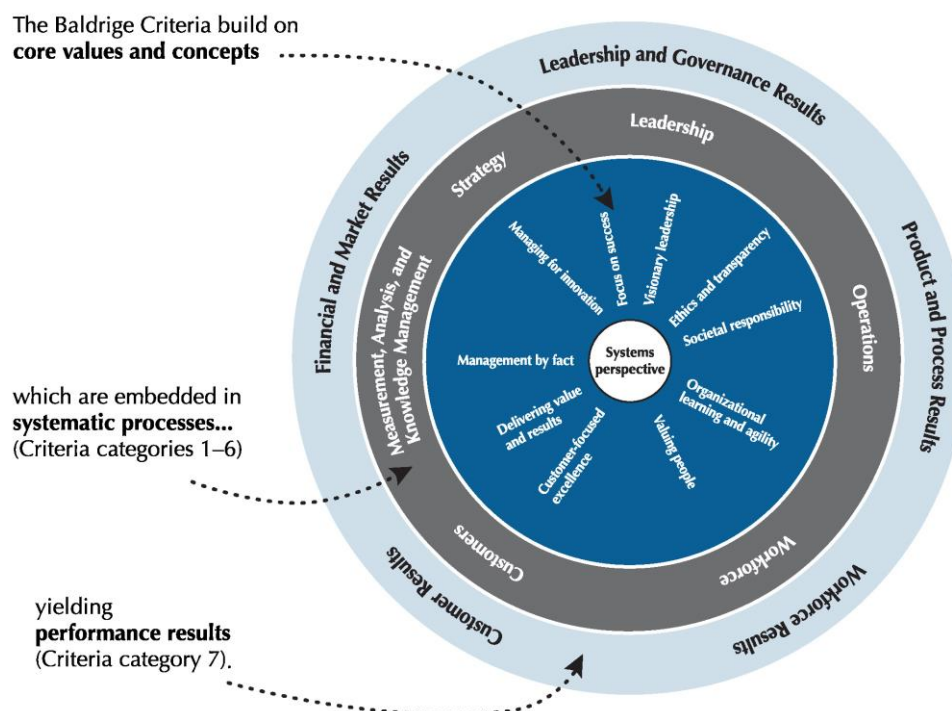 The Baldrige Criteria build on
core values and concepts
which are embedded in
systematic processes...
(Criteria categories 1–6)
yielding
performance results
(Criteria category 7).
Leadership and Governance Results
Product and Process Results
Workforce Results
Customer Results
Financial and Market Results
Leadership
Operations
Workforce
Customers
Measurement, Analysis, and
Knowledge Management
Strategy
Focus on success
Visionary leadership
Ethics and transparency
Societal responsibility
Organizational
learning and agility
Valuing people
Customer-focused
excellence
Delivering value
and results
Management by fact
Managing for innovation
Systems
perspective